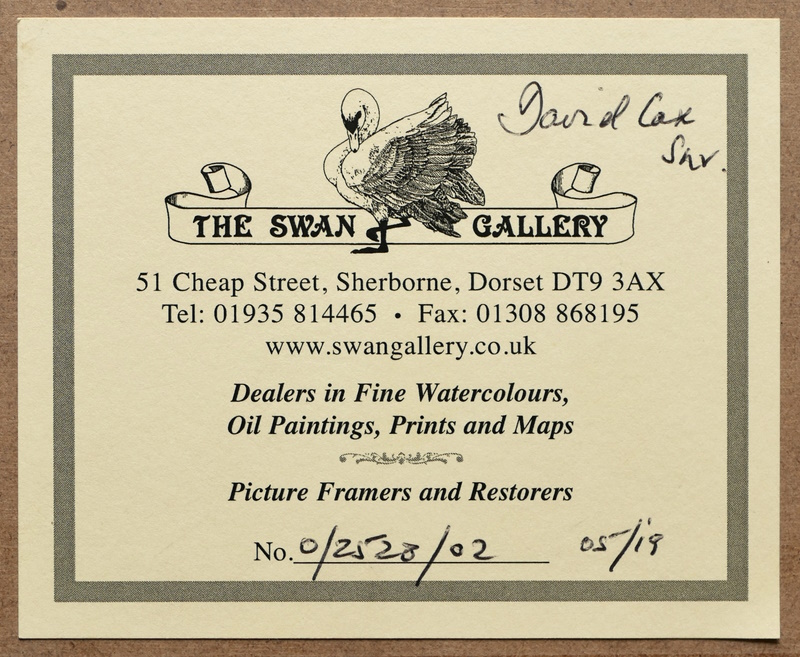 David Cox
Snr.
THE SWAN GALLERY
51 Cheap Street, Sherborne, Dorset DT9 3AX
Tel: 01935 814465 • Fax: 01308 868195
www.swangallery.co.uk
Dealers in Fine Watercolours,
Oil Paintings, Prints and Maps
Picture Framers and Restorers
No. 0/2523/02 05/19